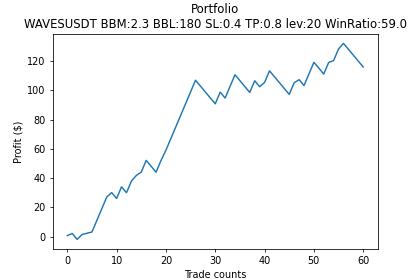 Portfolio
WAVESUSDT BBM:2.3 BBL:180 SL:0.4 TP:0.8 lev:20 WinRatio:59.0
120
100
80
60
40
20
0
Profit ($)
0 10 20 30 40 50 60
Trade counts